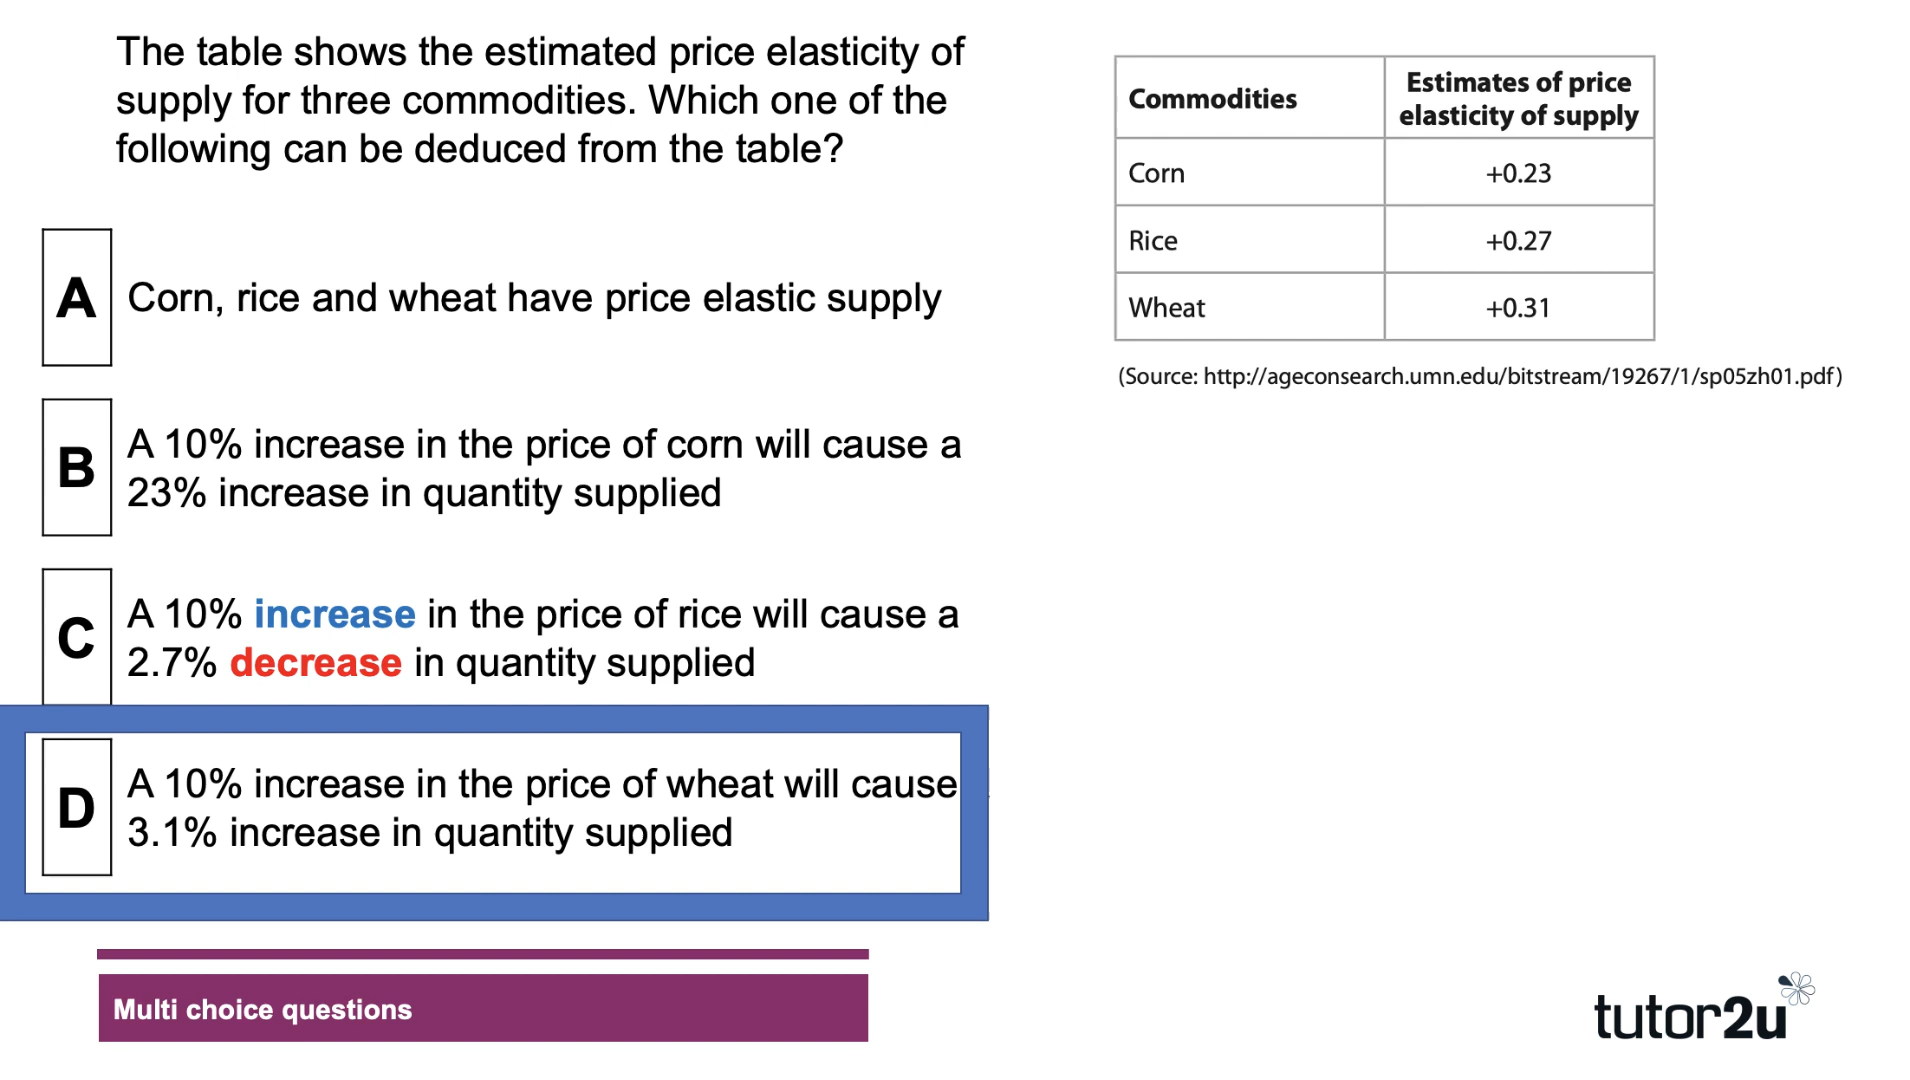 The table shows the estimated price elasticity of
supply for three commodities. Which one of the
following can be deduced from the table?
A
Corn, rice and wheat have price elastic supply
B
A 10% increase in the price of corn will cause a
23% increase in quantity supplied
C
A 10% increase in the price of rice will cause a
2.7% decrease in quantity supplied
D
A 10% increase in the price of wheat will cause
3.1% increase in quantity supplied
Commodities
Estimates of price
elasticity of supply
Corn +0.23
Rice +0.27
Wheat +0.31
(Source: http://ageconsearch.umn.edu/bitstream/19267/1/sp05zh01.pdf)
Multi choice questions
tutor2u